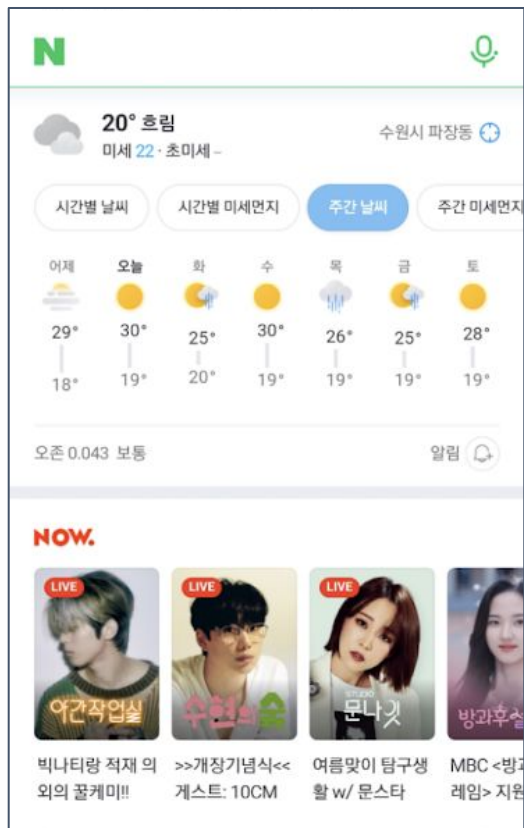 N
20° 흐림
수원시 파장동
미세 22 · 초미세 -
시간별 날씨 시간별 미세먼지 주간 날씨 주간 미세먼지
어제 오늘 화 수 목 금 토
29° 30° 25° 30° 26° 25° 28°
18° 19° 20° 19° 19° 19° 19°
오존 0.043 보통 알림
NOW.
LIVE LIVE LIVE
야간작업실 수현의숲 STUDIO 문나잇 방과후설
빅나티랑 적재 의 >>개장기념식<< 여름맞이 탐구생 MBC <방과
외의 꿀케미!! 게스트: 10CM 활 w/ 문스타 레임> 지원